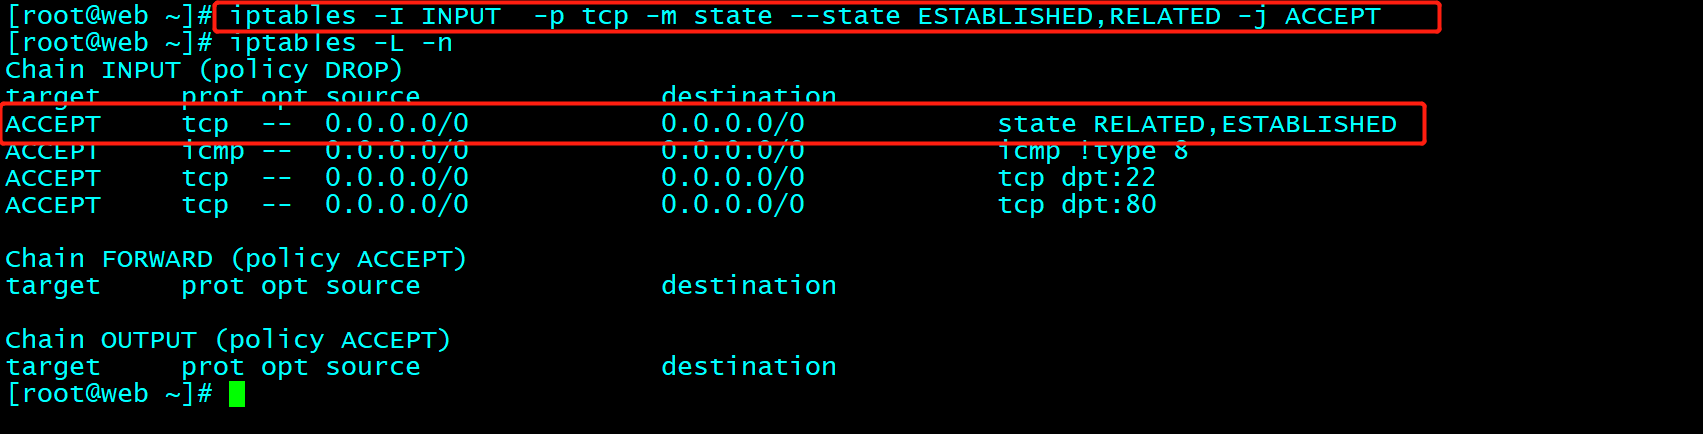 [root@web ~]# iptables -I INPUT  -p tcp -m state --state ESTABLISHED,RELATED -j ACCEPT
[root@web ~]# iptables -L -n
Chain INPUT (policy DROP)
target     prot opt source               destination
ACCEPT     tcp  --  0.0.0.0/0            0.0.0.0/0            state RELATED,ESTABLISHED
ACCEPT     icmp --  0.0.0.0/0            0.0.0.0/0            icmp !type 8
ACCEPT     tcp  --  0.0.0.0/0            0.0.0.0/0            tcp dpt:22
ACCEPT     tcp  --  0.0.0.0/0            0.0.0.0/0            tcp dpt:80

Chain FORWARD (policy ACCEPT)
target     prot opt source               destination

Chain OUTPUT (policy ACCEPT)
target     prot opt source               destination
[root@web ~]#